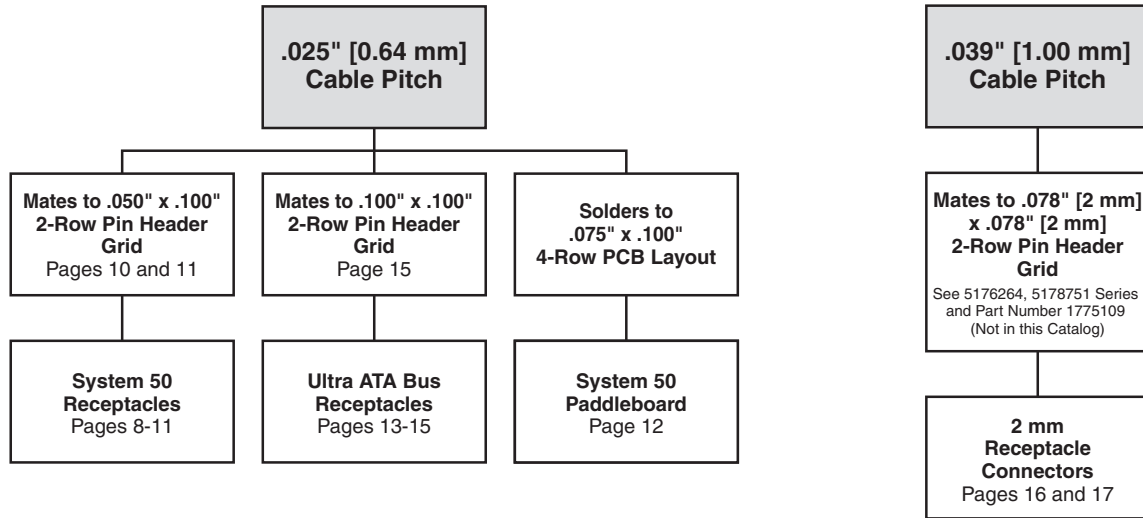 .025" [0.64 mm]
Cable Pitch
Mates to .050" x .100"
2-Row Pin Header
Grid
Pages 10 and 11
System 50
Receptacles
Pages 8-11
Mates to .100" x .100"
2-Row Pin Header
Grid
Page 15
Ultra ATA Bus
Receptacles
Pages 13-15
Solders to
.075" x .100"
4-Row PCB Layout
System 50
Paddleboard
Page 12
.039" [1.00 mm]
Cable Pitch
Mates to .078" [2 mm]
x .078" [2 mm]
2-Row Pin Header
Grid
See 5176264, 5178751 Series
and Part Number 1775109
(Not in this Catalog)
2 mm
Receptacle
Connectors
Pages 16 and 17